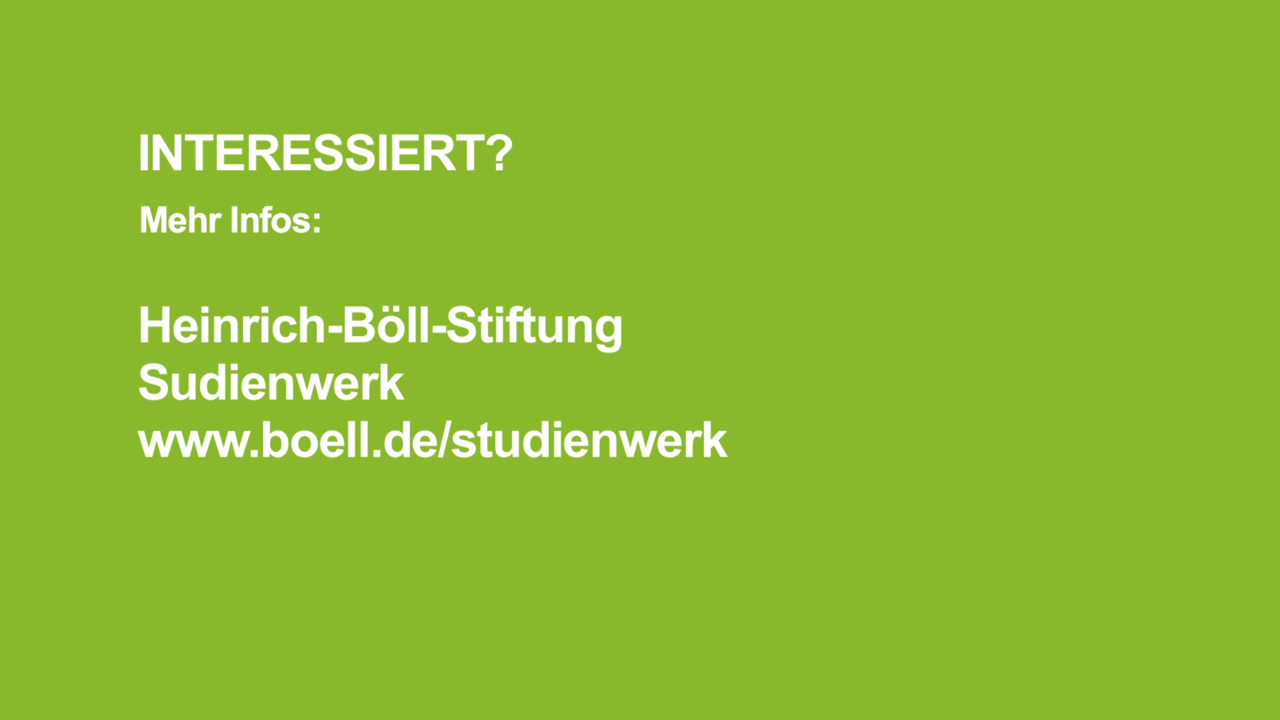 INTERESSIERT?
Mehr Infos:
Heinrich-Böll-Stiftung
Sudienwerk
www.boell.de/studienwerk